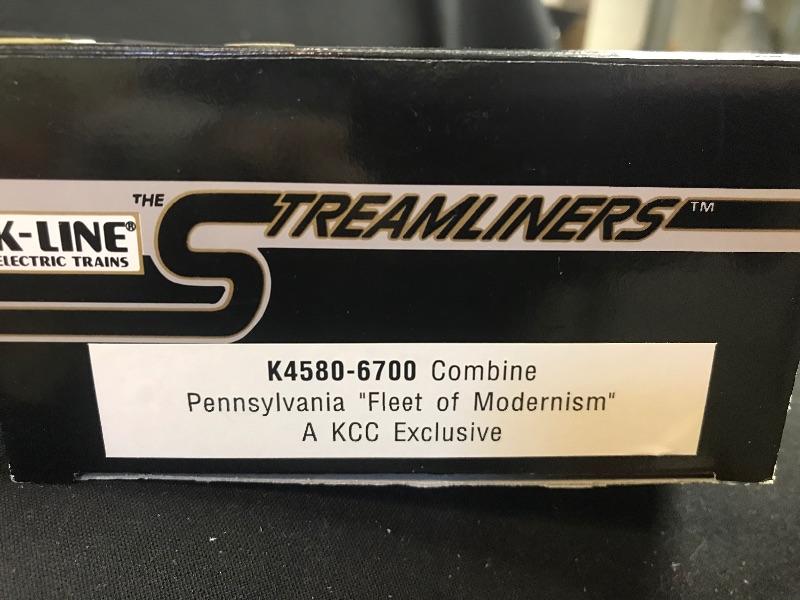 THE STREAMLINERS™
K-LINE®
ELECTRIC TRAINS
K4580-6700 Combine
Pennsylvania "Fleet of Modernism"
A KCC Exclusive